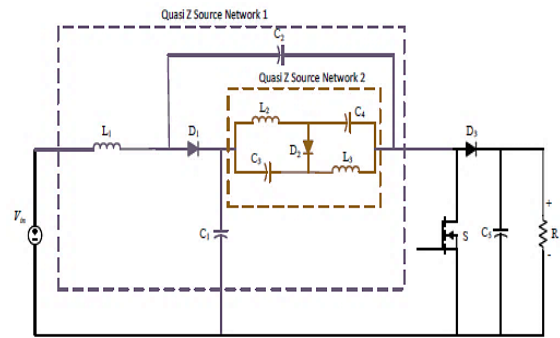 Quasi Z Source Network 1
C2
Quasi Z Source Network 2
L1
D1
L2
C4
D2
C3
L3
D3
Vin
C1
S
C5
+
R
-